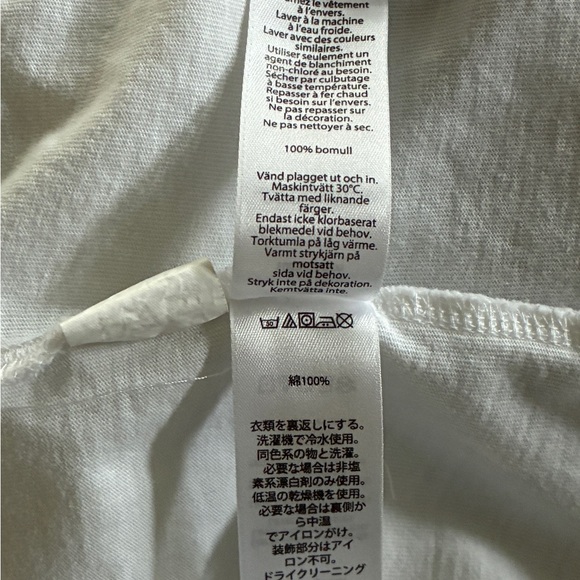 le vêtement
à l'envers.
Laver à la machine
à l'eau froide.
Laver avec des couleurs
similaires.
Utiliser seulement un
agent de blanchiment
non-chloré au besoin.
Sécher par culbutage
à basse température.
Repasser à fer chaud
si besoin sur l'envers.
Ne pas repasser sur
la décoration.
Ne pas nettoyer à sec.
100% bomull
Vänd plagget ut och in.
Maskintvätt 30°C.
Tvätta med liknande
färger.
Endast icke klorbaserat
blekmedel vid behov.
Torktumla på låg värme.
Varmt strykjärn på
motsatt
sida vid behov.
Stryk inte på dekoration.
Kemtvätta inte.
30
綿100%
衣類を裏返しにする。
洗濯機で冷水使用。
同色系の物と洗濯。
必要な場合は非塩
素系漂白剤のみ使用。
低温の乾燥機を使用。
必要な場合は裏側か
ら中温
でアイロンがけ。
装飾部分はアイ
ロン不可。
ドライクリーニング